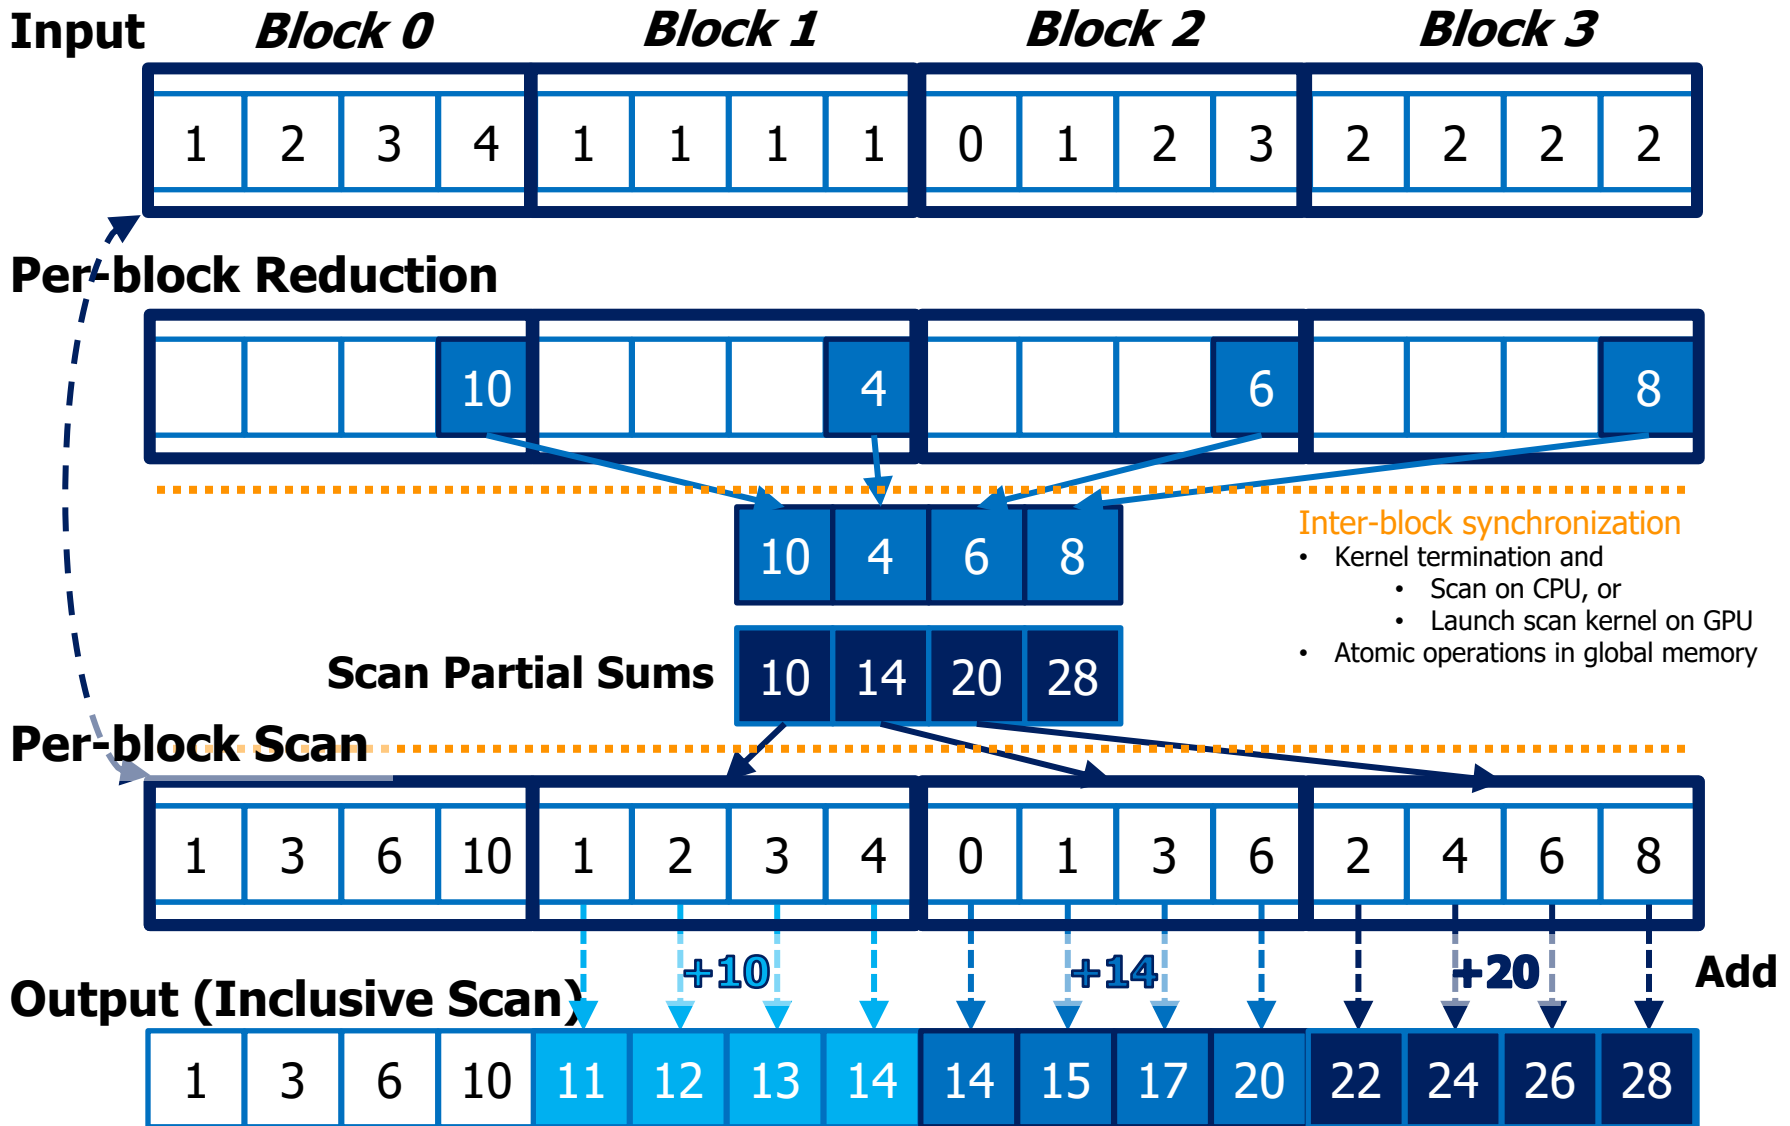 Input Block 0 Block 1 Block 2 Block 3
1 2 3 4 1 1 1 1 0 1 2 3 2 2 2 2
Per-block Reduction
10 4 6 8
10 4 6 8
Inter-block synchronization
• Kernel termination and
• Scan on CPU, or
• Launch scan kernel on GPU
• Atomic operations in global memory
Scan Partial Sums 10 14 20 28
Per-block Scan
1 3 6 10 1 2 3 4 0 1 3 6 2 4 6 8
+10 +14 +20 Add
Output (Inclusive Scan)
1 3 6 10 11 12 13 14 14 15 17 20 22 24 26 28